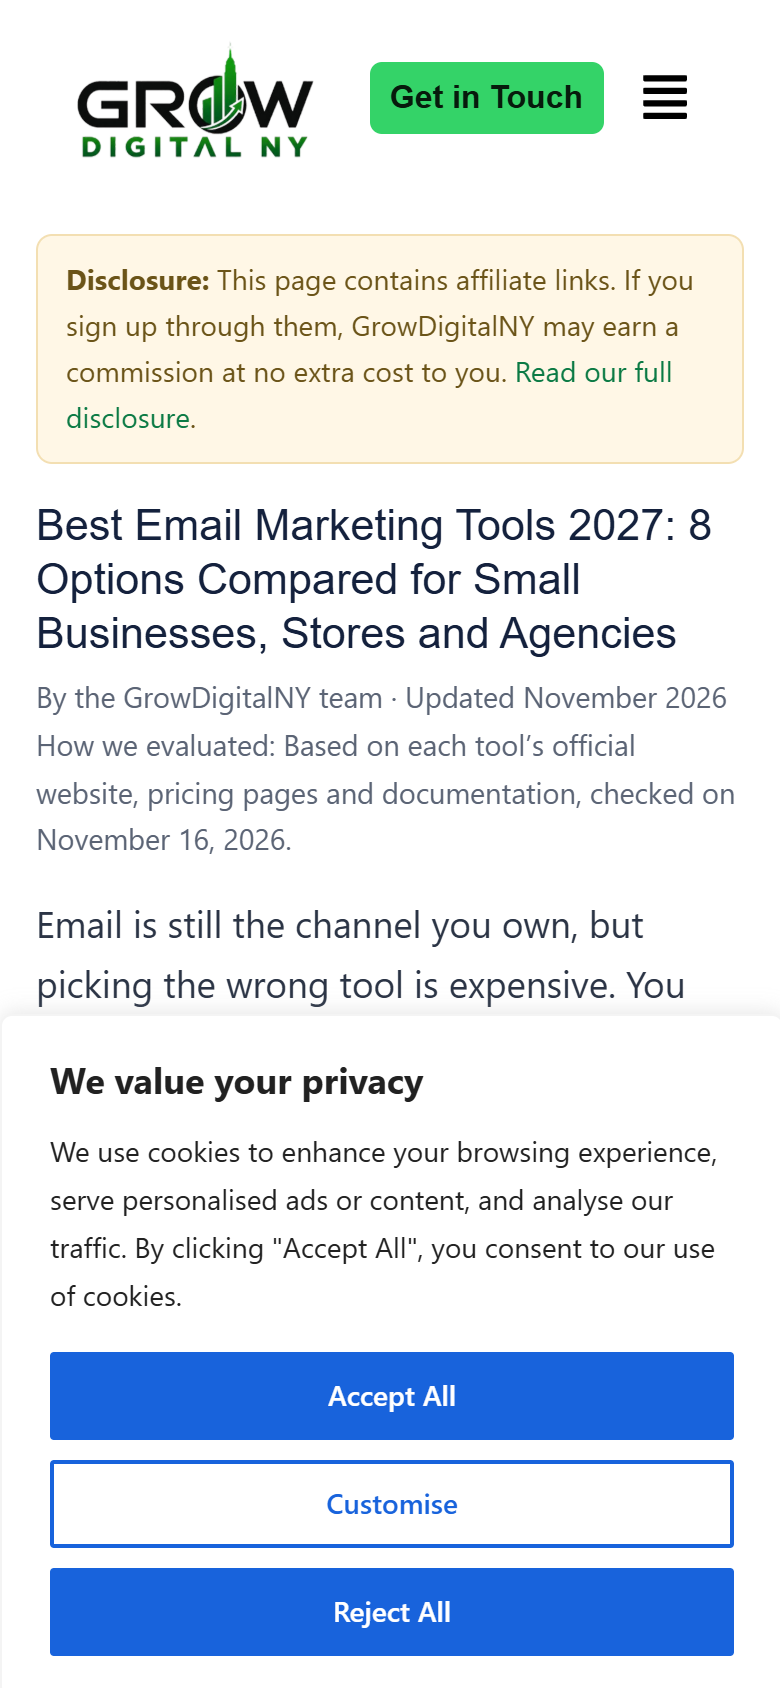 GROW
DIGITAL NY
Get in Touch
Disclosure: This page contains affiliate links. If you
sign up through them, GrowDigitalNY may earn a
commission at no extra cost to you. Read our full
disclosure.
Best Email Marketing Tools 2027: 8
Options Compared for Small
Businesses, Stores and Agencies
By the GrowDigitalNY team · Updated November 2026
How we evaluated: Based on each tool’s official
website, pricing pages and documentation, checked on
November 16, 2026.
Email is still the channel you own, but
picking the wrong tool is expensive. You
We value your privacy
We use cookies to enhance your browsing experience,
serve personalised ads or content, and analyse our
traffic. By clicking "Accept All", you consent to our use
of cookies.
Accept All
Customise
Reject All